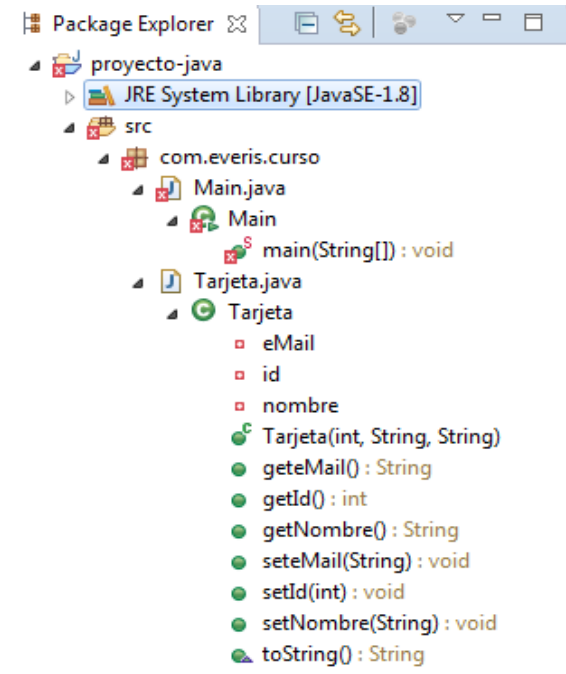 Package Explorer
proyecto-java
JRE System Library [JavaSE-1.8]
src
com.everis.curso
Main.java
Main
main(String[]) : void
Tarjeta.java
Tarjeta
eMail
id
nombre
Tarjeta(int, String, String)
geteMail() : String
getId() : int
getNombre() : String
seteMail(String) : void
setId(int) : void
setNombre(String) : void
toString() : String